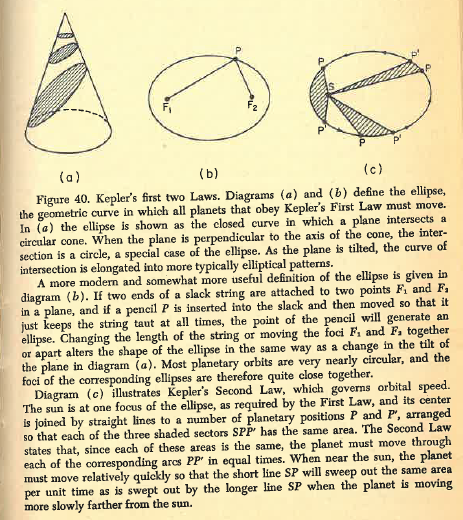 P
F₁
F₂
P
P'
P
S
P'
P
P'
(a)
(b)
(c)
Figure 40. Kepler's first two Laws. Diagrams (a) and (b) define the ellipse,
the geometric curve in which all planets that obey Kepler's First Law must move.
In (a) the ellipse is shown as the closed curve in which a plane intersects a
circular cone. When the plane is perpendicular to the axis of the cone, the inter-
section is a circle, a special case of the ellipse. As the plane is tilted, the curve of
intersection is elongated into more typically elliptical patterns.
A more modern and somewhat more useful definition of the ellipse is given in
diagram (b). If two ends of a slack string are attached to two points F₁ and F₂
in a plane, and if a pencil P is inserted into the slack and then moved so that it
just keeps the string taut at all times, the point of the pencil will generate an
ellipse. Changing the length of the string or moving the foci F₁ and F₂ together
or apart alters the shape of the ellipse in the same way as a change in the tilt of
the plane in diagram (a). Most planetary orbits are very nearly circular, and the
foci of the corresponding ellipses are therefore quite close together.
Diagram (c) illustrates Kepler's Second Law, which governs orbital speed.
The sun is at one focus of the ellipse, as required by the First Law, and its center
is joined by straight lines to a number of planetary positions P and P', arranged
so that each of the three shaded sectors SPP' has the same area. The Second Law
states that, since each of these areas is the same, the planet must move through
each of the corresponding arcs PP' in equal times. When near the sun, the planet
must move relatively quickly so that the short line SP will sweep out the same area
per unit time as is swept out by the longer line SP when the planet is moving
more slowly farther from the sun.